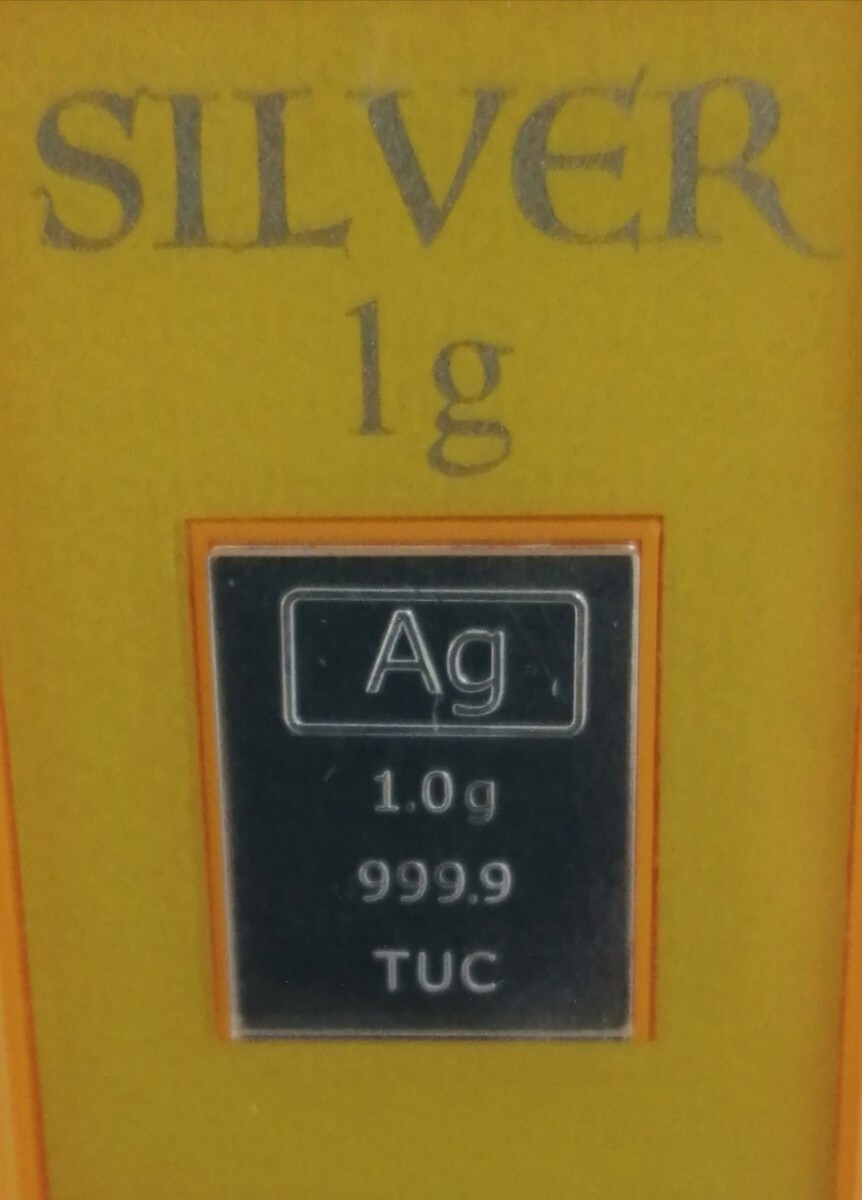 SILVER
1g
Ag
1.0g
999.9
TUC